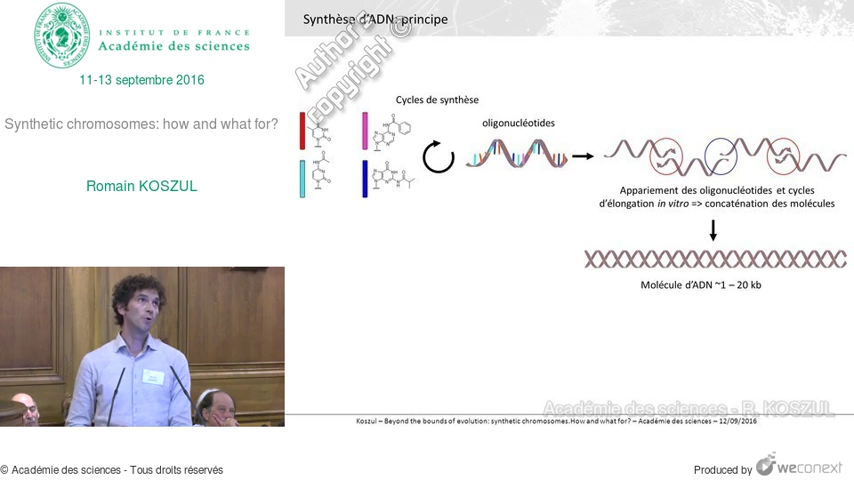 INSTITUT DE FRANCE
Académie des sciences
11-13 septembre 2016
Synthetic chromosomes: how and what for?
Romain KOSZUL
Synthèse d'ADN: principe
Author's
copyright ©
Cycles de synthèse
oligonucléotides
Appariement des oligonucléotides et cycles
d'élongation in vitro => concaténation des molécules
Molécule d'ADN ~1 – 20 kb
Académie des sciences - R. KOSZUL
Koszul – Beyond the bounds of evolution: synthetic chromosomes.How and what for? – Académie des sciences – 12/09/2016
© Académie des sciences - Tous droits réservés
Produced by weconext